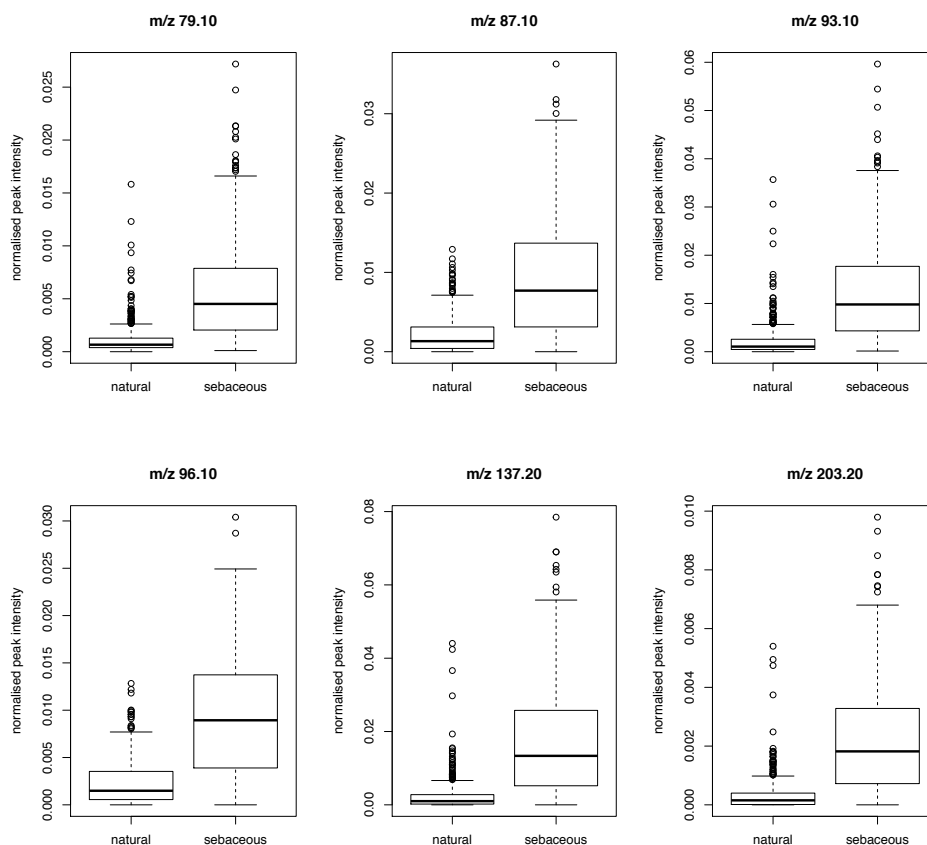 m/z 79.10
m/z 87.10
m/z 93.10
normalised peak intensity
0.000
0.005
0.010
0.015
0.020
0.025
natural
sebaceous
normalised peak intensity
0.00
0.01
0.02
0.03
natural
sebaceous
normalised peak intensity
0.00
0.01
0.02
0.03
0.04
0.05
0.06
natural
sebaceous
m/z 96.10
m/z 137.20
m/z 203.20
normalised peak intensity
0.000
0.005
0.010
0.015
0.020
0.025
0.030
natural
sebaceous
normalised peak intensity
0.00
0.02
0.04
0.06
0.08
natural
sebaceous
normalised peak intensity
0.000
0.002
0.004
0.006
0.008
0.010
natural
sebaceous